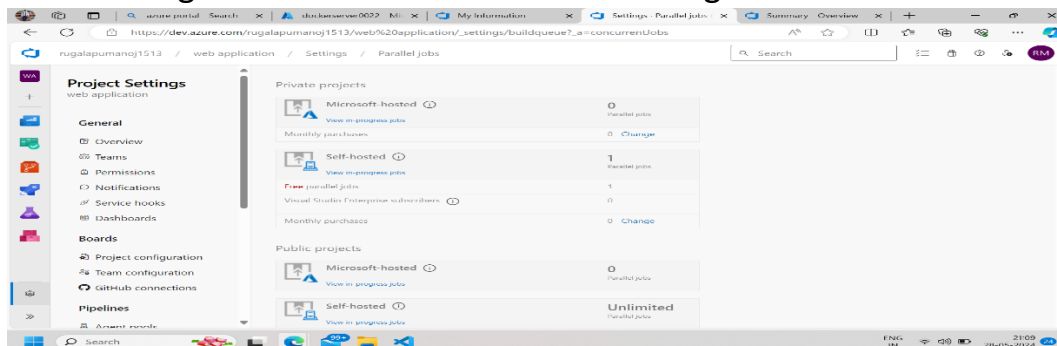 azure portal Search
dockerserver0022 Mi
My Information
Settings · Parallel jobs
Summary Overview
https://dev.azure.com/rugalapumanoj1513/web%20application/_settings/buildqueue?_a=concurrentJobs
rugalapumanoj1513 / web application / Settings / Parallel jobs
Search
RM
WA
Project Settings
web application
General
Overview
Teams
Permissions
Notifications
Service hooks
Dashboards
Boards
Project configuration
Team configuration
GitHub connections
Pipelines
Agent pools
Private projects
Microsoft-hosted
View in-progress jobs
0
Parallel jobs
Monthly purchases
0 Change
Self-hosted
View in-progress jobs
1
Parallel jobs
Free parallel jobs
1
Visual Studio Enterprise subscribers
0
Monthly purchases
0 Change
Public projects
Microsoft-hosted
View in-progress jobs
0
Parallel jobs
Self-hosted
View in-progress jobs
Unlimited
Parallel jobs
Search
99+
ENG
IN
21:09
28-05-2024